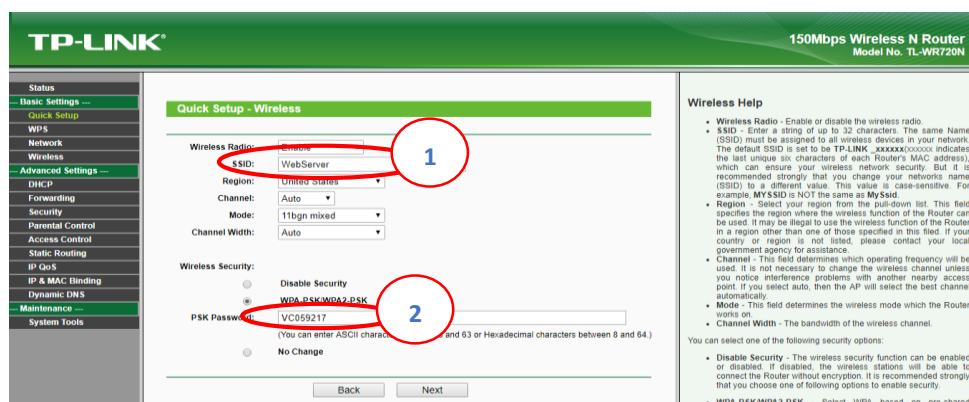 TP-LINK®
150Mbps Wireless N Router
Model No. TL-WR720N
Status
--- Basic Settings ---
Quick Setup
WPS
Network
Wireless
--- Advanced Settings ---
DHCP
Forwarding
Security
Parental Control
Access Control
Static Routing
IP QoS
IP & MAC Binding
Dynamic DNS
--- Maintenance ---
System Tools
Quick Setup - Wireless
Wireless Radio: Enable
SSID: WebServer
1
Region: United States
Channel: Auto
Mode: 11bgn mixed
Channel Width: Auto
Wireless Security:
Disable Security
WPA-PSK/WPA2-PSK
PSK Password: VC059217
2
(You can enter ASCII and 63 or Hexadecimal characters between 8 and 64.)
No Change
Back Next
Wireless Help
• Wireless Radio - Enable or disable the wireless radio.
• SSID - Enter a string of up to 32 characters. The same Name
(SSID) must be assigned to all wireless devices in your network.
The default SSID is set to be TP-LINK_xxxxxx(xxxxxx indicates
the last unique six characters of each Router's MAC address),
which can ensure your wireless network security. But it is
recommended strongly that you change your networks name
(SSID) to a different value. This value is case-sensitive. For
example, MYSSID is NOT the same as MySsid.
• Region - Select your region from the pull-down list. This field
specifies the region where the wireless function of the Router can
be used. It may be illegal to use the wireless function of the Router
in a region other than one of those specified in this filed. If your
country or region is not listed, please contact your local
government agency for assistance.
• Channel - This field determines which operating frequency will be
used. It is not necessary to change the wireless channel unless
you notice interference problems with another nearby access
point. If you select auto, then the AP will select the best channel
automatically.
• Mode - This field determines the wireless mode which the Router
works on.
• Channel Width - The bandwidth of the wireless channel.
You can select one of the following security options:
• Disable Security - The wireless security function can be enabled
or disabled. If disabled, the wireless stations will be able to
connect the Router without encryption. It is recommended strongly
that you choose one of following options to enable security.
• WPA-PSK/WPA2-PSK - Select WPA based on pre-shared